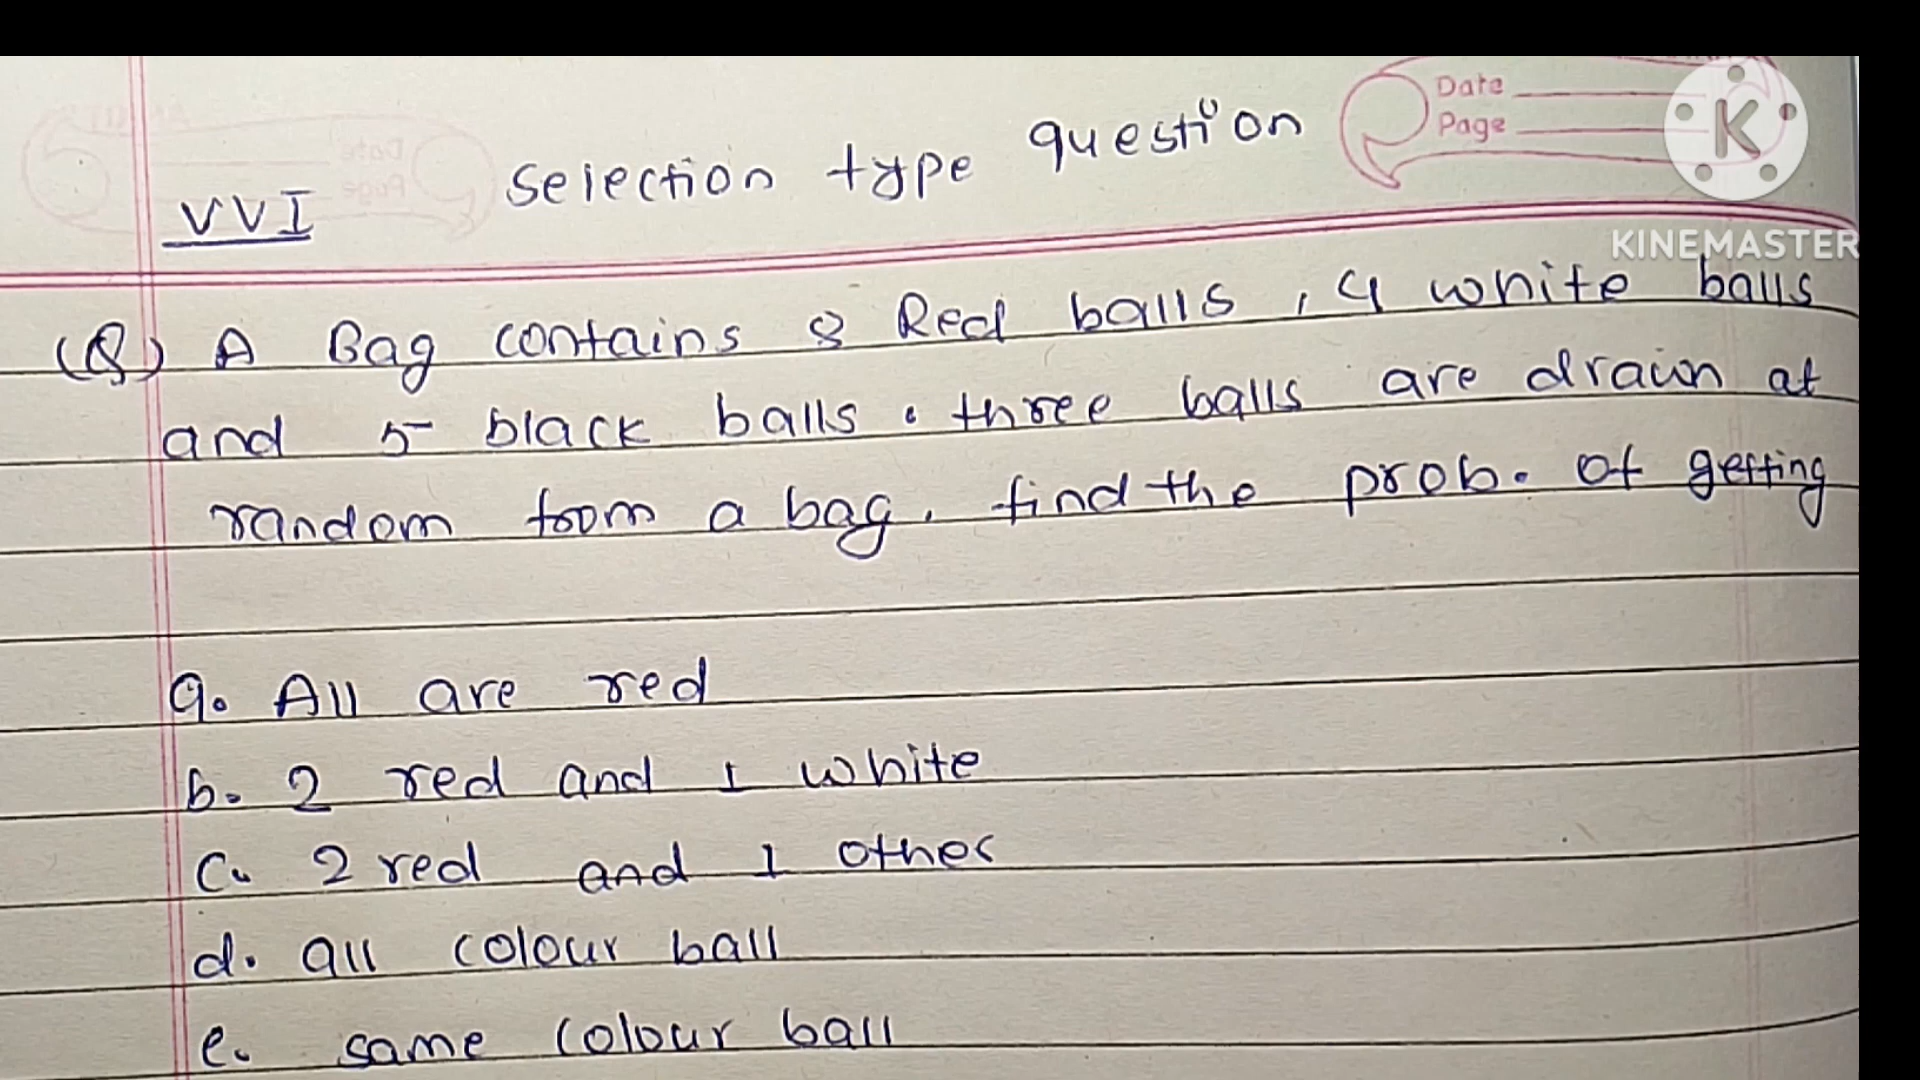 Date
Page
KINEMASTER
VVI
selection type question
(Q) A Bag contains 8 Red balls, 4 white balls
and 5 black balls. three balls are drawn at
random from a bag. find the prob. of getting
a. All are red
b. 2 red and 1 white
c. 2 red and 1 other
d. all colour ball
e. same colour ball